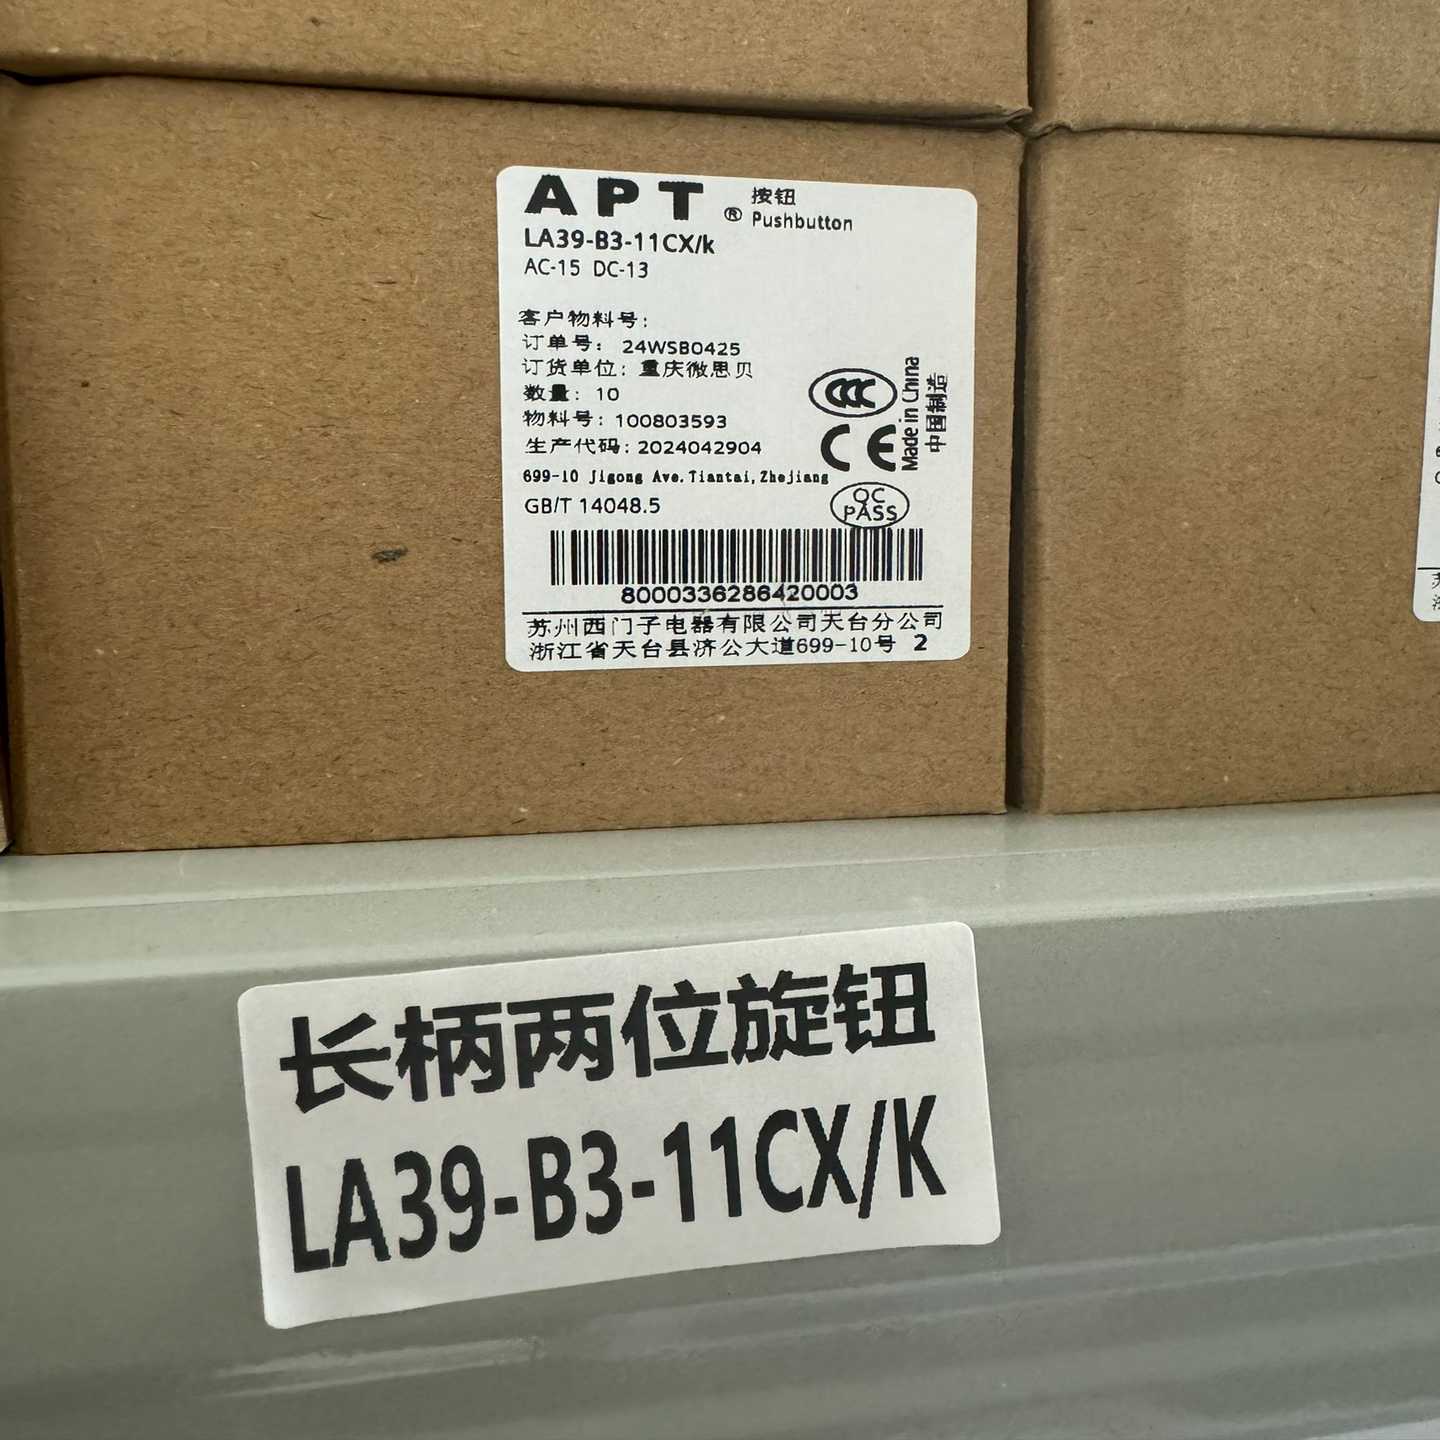 APT ® 按钮
Pushbutton
LA39-B3-11CX/k
AC-15 DC-13
客户物料号:
订单号: 24WSB0425
订货单位: 重庆微思贝
数量: 10
物料号: 100803593
生产代码: 2024042904
CCC
CE
Made in China
中国制造
699-10 Jigong Ave.Tiantai,Zhejiang
GB/T 14048.5
QC
PASS
8000336286420003
苏州西门子电器有限公司天台分公司
浙江省天台县济公大道699-10号 2
长柄两位旋钮
LA39-B3-11CX/K